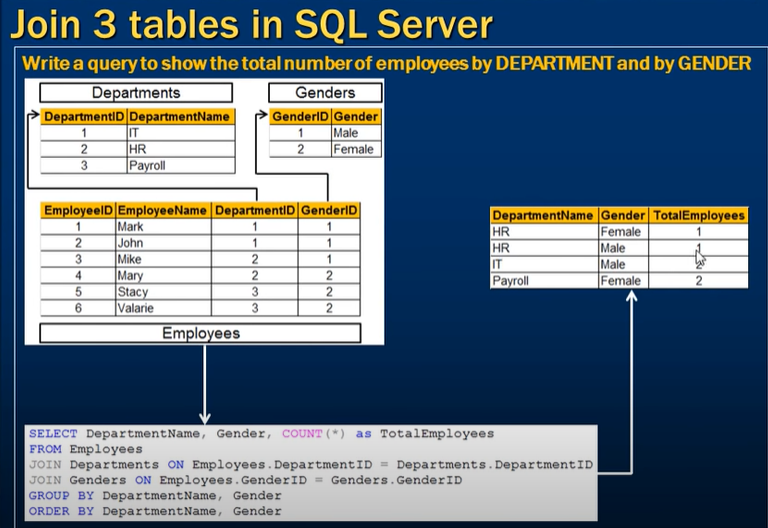 Join 3 tables in SQL Server
Write a query to show the total number of employees by DEPARTMENT and by GENDER
Departments
DepartmentID DepartmentName
1 IT
2 HR
3 Payroll
Genders
GenderID Gender
1 Male
2 Female
EmployeeID EmployeeName DepartmentID GenderID
1 Mark 1 1
2 John 1 1
3 Mike 2 1
4 Mary 2 2
5 Stacy 3 2
6 Valarie 3 2
Employees
DepartmentName Gender TotalEmployees
HR Female 1
HR Male 1
IT Male 2
Payroll Female 2
SELECT DepartmentName, Gender, COUNT(*) as TotalEmployees
FROM Employees
JOIN Departments ON Employees.DepartmentID = Departments.DepartmentID
JOIN Genders ON Employees.GenderID = Genders.GenderID
GROUP BY DepartmentName, Gender
ORDER BY DepartmentName, Gender